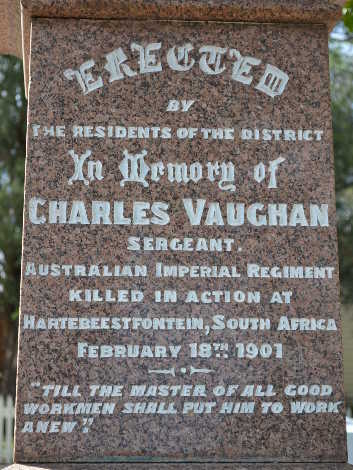 ERECTED
BY
THE RESIDENTS OF THE DISTRICT
In Memory of
CHARLES VAUGHAN
SERGEANT.
AUSTRALIAN IMPERIAL REGIMENT
KILLED IN ACTION AT
HARTEBEESTFONTEIN, SOUTH AFRICA
FEBRUARY 18TH 1901
"TILL THE MASTER OF ALL GOOD
WORKMEN SHALL PUT HIM TO WORK
ANEW."